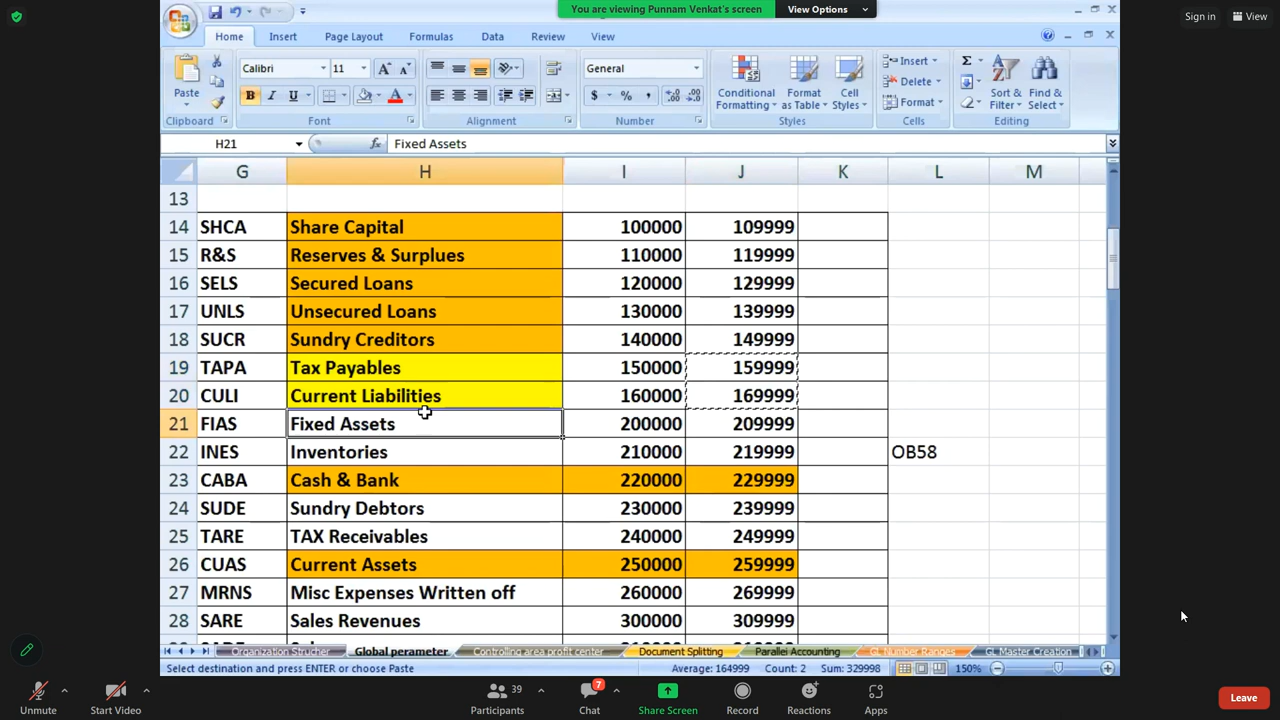 You are viewing Punnam Venkat's screen
View Options
Sign in
View
Home Insert Page Layout Formulas Data Review View
Paste
Clipboard
Calibri 11
B I U
Font
Alignment
General
$ % ,
Number
Conditional Formatting
Format as Table
Cell Styles
Styles
Insert
Delete
Format
Cells
Sort & Filter
Find & Select
Editing
H21 fx Fixed Assets
G H I J K L M
13
14 SHCA Share Capital 100000 109999
15 R&S Reserves & Surplues 110000 119999
16 SELS Secured Loans 120000 129999
17 UNLS Unsecured Loans 130000 139999
18 SUCR Sundry Creditors 140000 149999
19 TAPA Tax Payables 150000 159999
20 CULI Current Liabilities 160000 169999
21 FIAS Fixed Assets 200000 209999
22 INES Inventories 210000 219999 OB58
23 CABA Cash & Bank 220000 229999
24 SUDE Sundry Debtors 230000 239999
25 TARE TAX Receivables 240000 249999
26 CUAS Current Assets 250000 259999
27 MRNS Misc Expenses Written off 260000 269999
28 SARE Sales Revenues 300000 309999
Organization Strucher Global perameter Controlling area profit center Document Splitting Parallel Accounting GL Number Ranges GL Master Creation
Select destination and press ENTER or choose Paste Average: 164999 Count: 2 Sum: 329998 150%
Unmute
Start Video
39
Participants
7
Chat
Share Screen
Record
Reactions
Apps
Leave